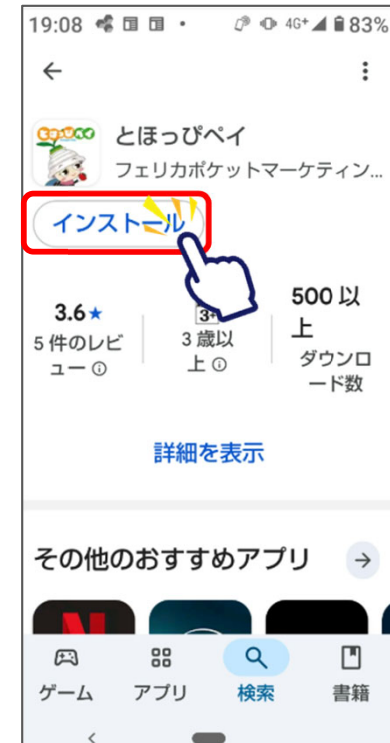 19:08 4G+ 83%
とほっぴペイ
フェリカポケットマーケティン...
インストール
3.6★
5 件のレビ
ュー
3+
3 歳以
上
500 以
上
ダウンロ
ード数
詳細を表示
その他のおすすめアプリ
N
ゲーム
アプリ
検索
書籍